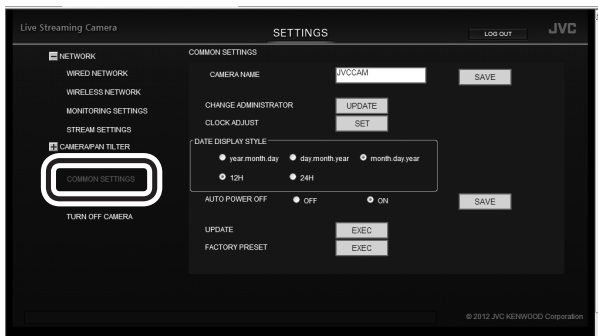 Live Streaming Camera
SETTINGS
LOG OUT
JVC
NETWORK
WIRED NETWORK
WIRELESS NETWORK
MONITORING SETTINGS
STREAM SETTINGS
CAMERA/PAN TILTER
COMMON SETTINGS
TURN OFF CAMERA
COMMON SETTINGS
CAMERA NAME JVCCAM SAVE
CHANGE ADMINISTRATOR UPDATE
CLOCK ADJUST SET
DATE DISPLAY STYLE
year.month.day day.month.year month.day.year
12H 24H
AUTO POWER OFF OFF ON SAVE
UPDATE EXEC
FACTORY PRESET EXEC
© 2012 JVC KENWOOD Corporation